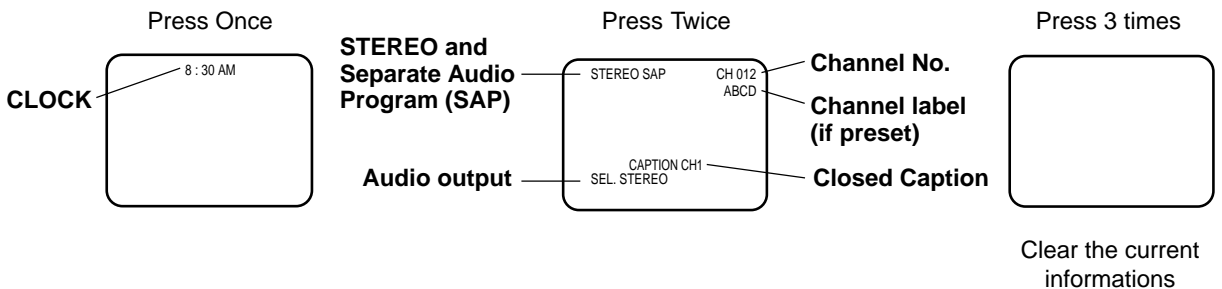 Press Once
CLOCK
8 : 30 AM
Press Twice
STEREO and
Separate Audio
Program (SAP)
STEREO SAP
CH 012
ABCD
Channel No.
Channel label
(if preset)
Audio output
CAPTION CH1
SEL. STEREO
Closed Caption
Press 3 times
Clear the current
informations